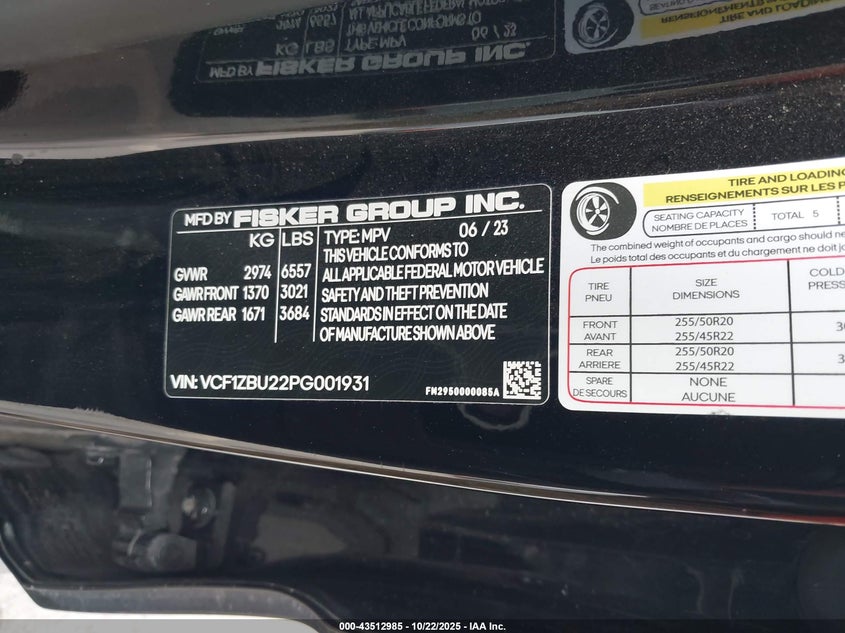 MFD BY FISKER GROUP INC.
KG LBS TYPE: MPV 06 / 23
THIS VEHICLE CONFORMS TO
GVWR 2974 6557 ALL APPLICABLE FEDERAL MOTOR VEHICLE
GAWR FRONT 1370 3021 SAFETY AND THEFT PREVENTION
GAWR REAR 1671 3684 STANDARDS IN EFFECT ON THE DATE
OF MANUFACTURE SHOWN ABOVE
VIN: VCF1ZBU22PG001931
FM2950000085A
TIRE AND LOADING
RENSEIGNEMENTS SUR LES P
SEATING CAPACITY
NOMBRE DE PLACES
TOTAL 5
The combined weight of occupants and cargo should ne
Le poids total des occupants et du chargement ne doit ja
TIRE
PNEU
SIZE
DIMENSIONS
COLD
PRESS
FRONT
AVANT
255/50R20
255/45R22
REAR
ARRIERE
255/50R20
255/45R22
SPARE
DE SECOURS
NONE
AUCUNE
000-43512985 - 10/22/2025 - IAA Inc.